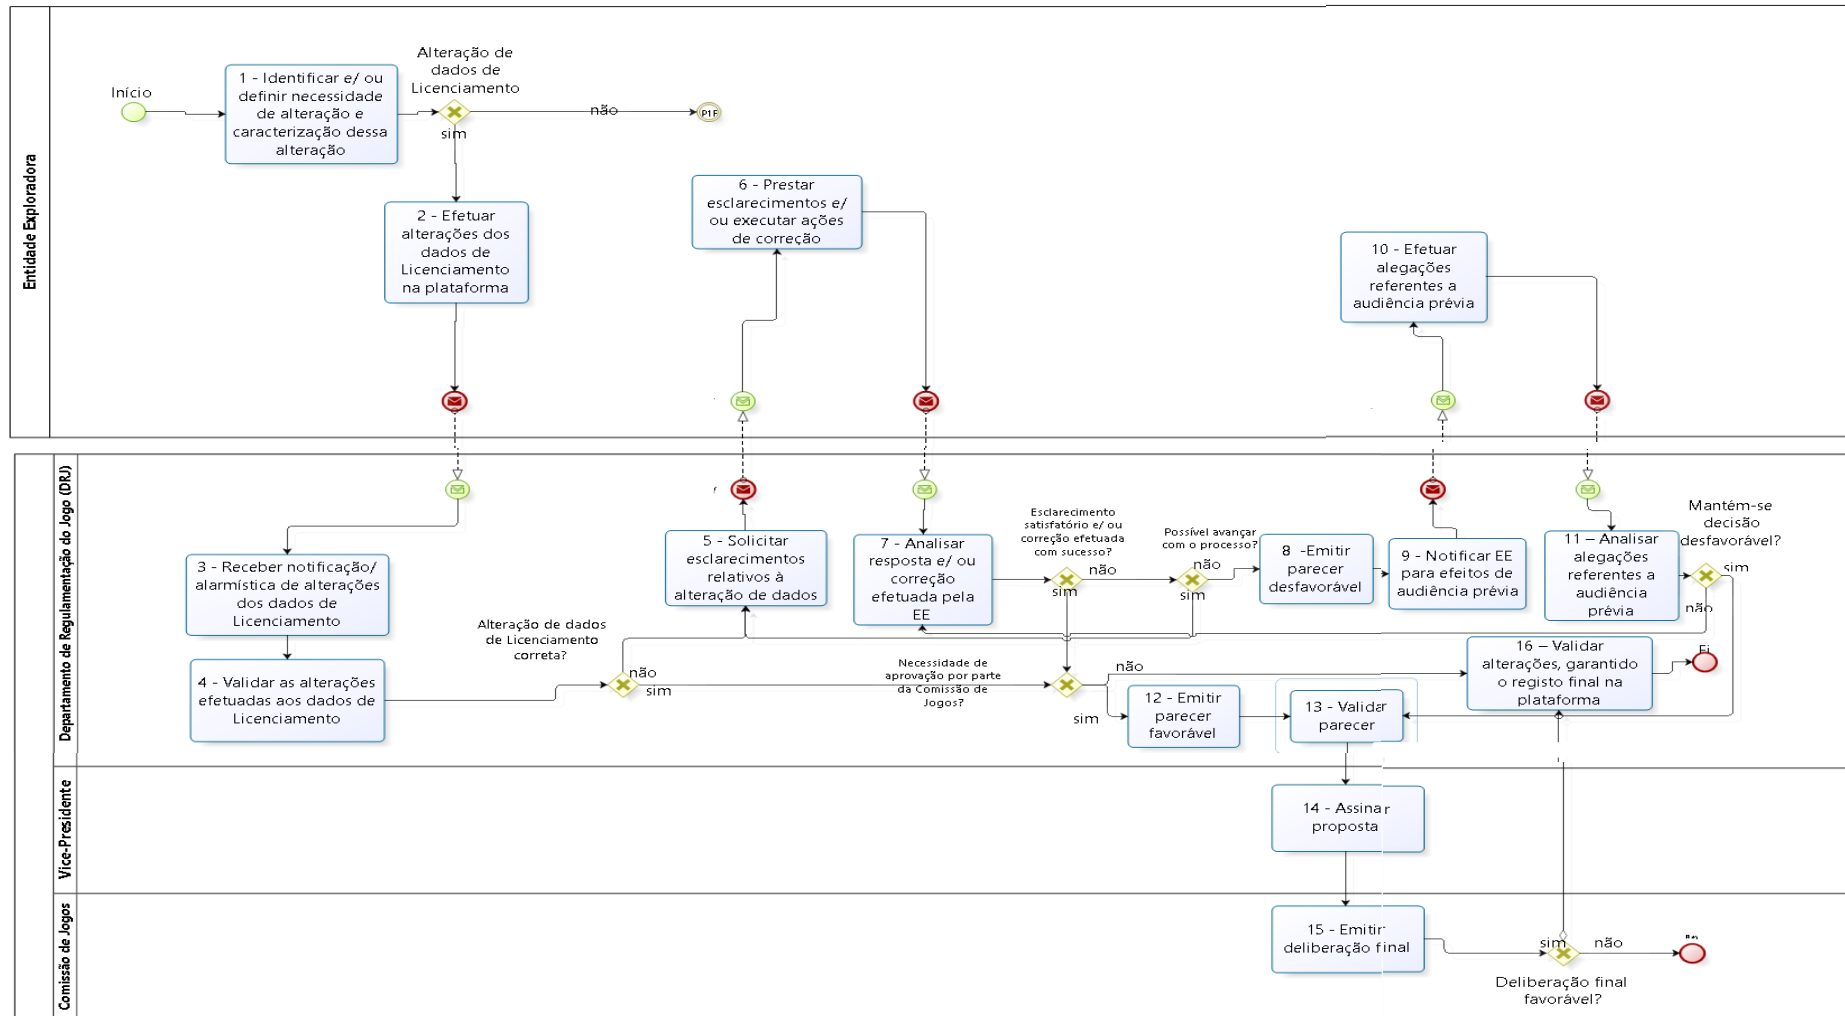 Entidade Exploradora
Início
1 - Identificar e/ ou
definir necessidade
de alteração e
caracterização dessa
alteração
Alteração de
dados de
Licenciamento
não
sim
P1F
2 - Efetuar
alterações dos
dados de
Licenciamento
na plataforma
6 - Prestar
esclarecimentos e/
ou executar ações
de correção
10 - Efetuar
alegações
referentes a
audiência prévia
Departamento de Regulamentação do Jogo (DRJ)
3 - Receber notificação/
alarmística de alterações
dos dados de
Licenciamento
4 - Validar as alterações
efetuadas aos dados de
Licenciamento
Alteração de dados
de Licenciamento
correta?
não
sim
5 - Solicitar
esclarecimentos
relativos à
alteração de dados
7 - Analisar
resposta e/ ou
correção
efetuada pela
EE
Esclarecimento
satisfatório e/ ou
correção efetuada
com sucesso?
não
sim
Possível avançar
com o processo?
não
sim
8 -Emitir
parecer
desfavorável
9 - Notificar EE
para efeitos de
audiência prévia
11 – Analisar
alegações
referentes a
audiência
prévia
Mantém-se
decisão
desfavorável?
sim
não
Necessidade de
aprovação por parte
da Comissão de
Jogos?
não
sim
12 - Emitir
parecer
favorável
13 - Validar
parecer
16 – Validar
alterações, garantido
o registo final na
plataforma
Fi
Vice-Presidente
14 - Assinar
proposta
Comissão de Jogos
15 - Emitir
deliberação final
sim
não
Deliberação final
favorável?